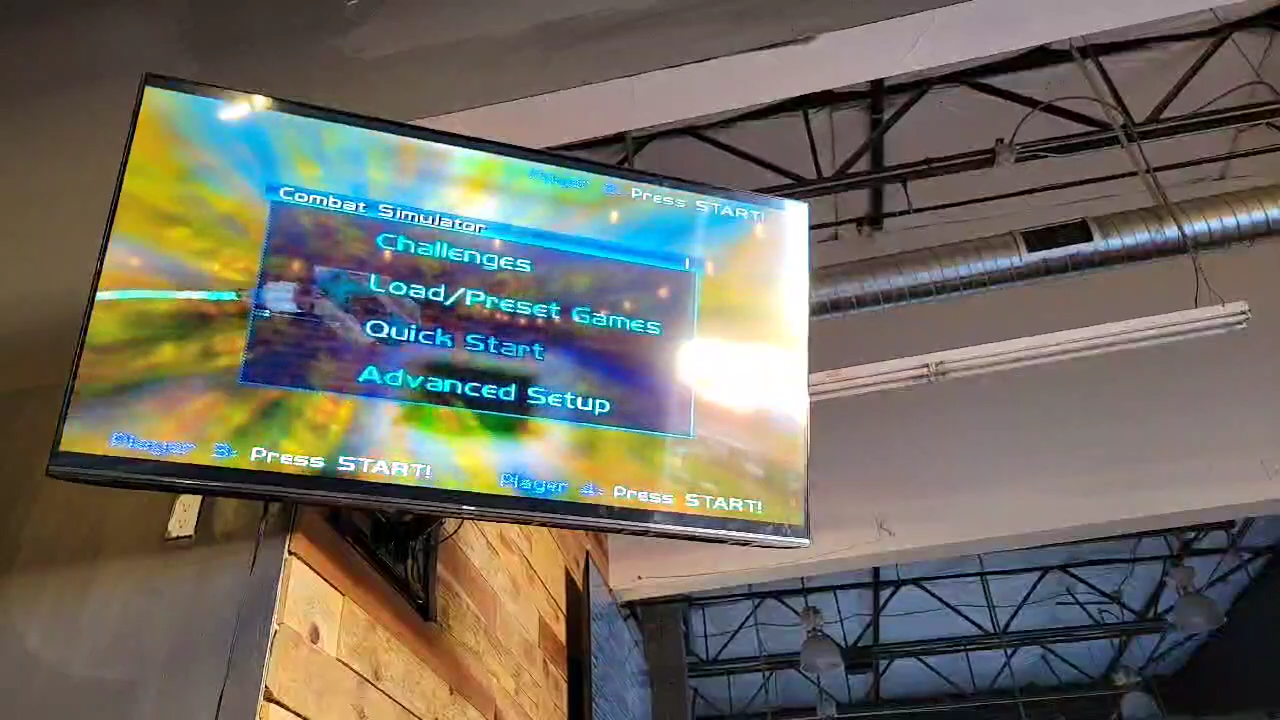 Player 2: Press START!
Combat Simulator
Challenges
Load/Preset Games
Quick Start
Advanced Setup
Player 3: Press START!
Player 4: Press START!